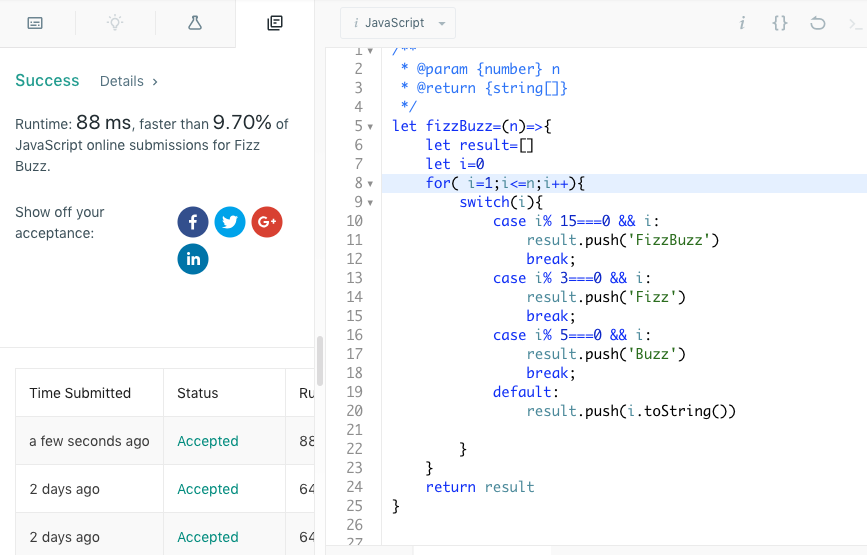 i JavaScript
i {}
Success Details >
Runtime: 88 ms, faster than 9.70% of
JavaScript online submissions for Fizz
Buzz.
Show off your
acceptance:
f G+
in
Time Submitted Status Ru
a few seconds ago Accepted 88
2 days ago Accepted 64
2 days ago Accepted 64
1 /**
2 * @param {number} n
3 * @return {string[]}
4 */
5 let fizzBuzz=(n)=>{
6 let result=[]
7 let i=0
8 for( i=1;i<=n;i++){
9 switch(i){
10 case i% 15===0 && i:
11 result.push('FizzBuzz')
12 break;
13 case i% 3===0 && i:
14 result.push('Fizz')
15 break;
16 case i% 5===0 && i:
17 result.push('Buzz')
18 break;
19 default:
20 result.push(i.toString())
21
22 }
23 }
24 return result
25 }
26
27